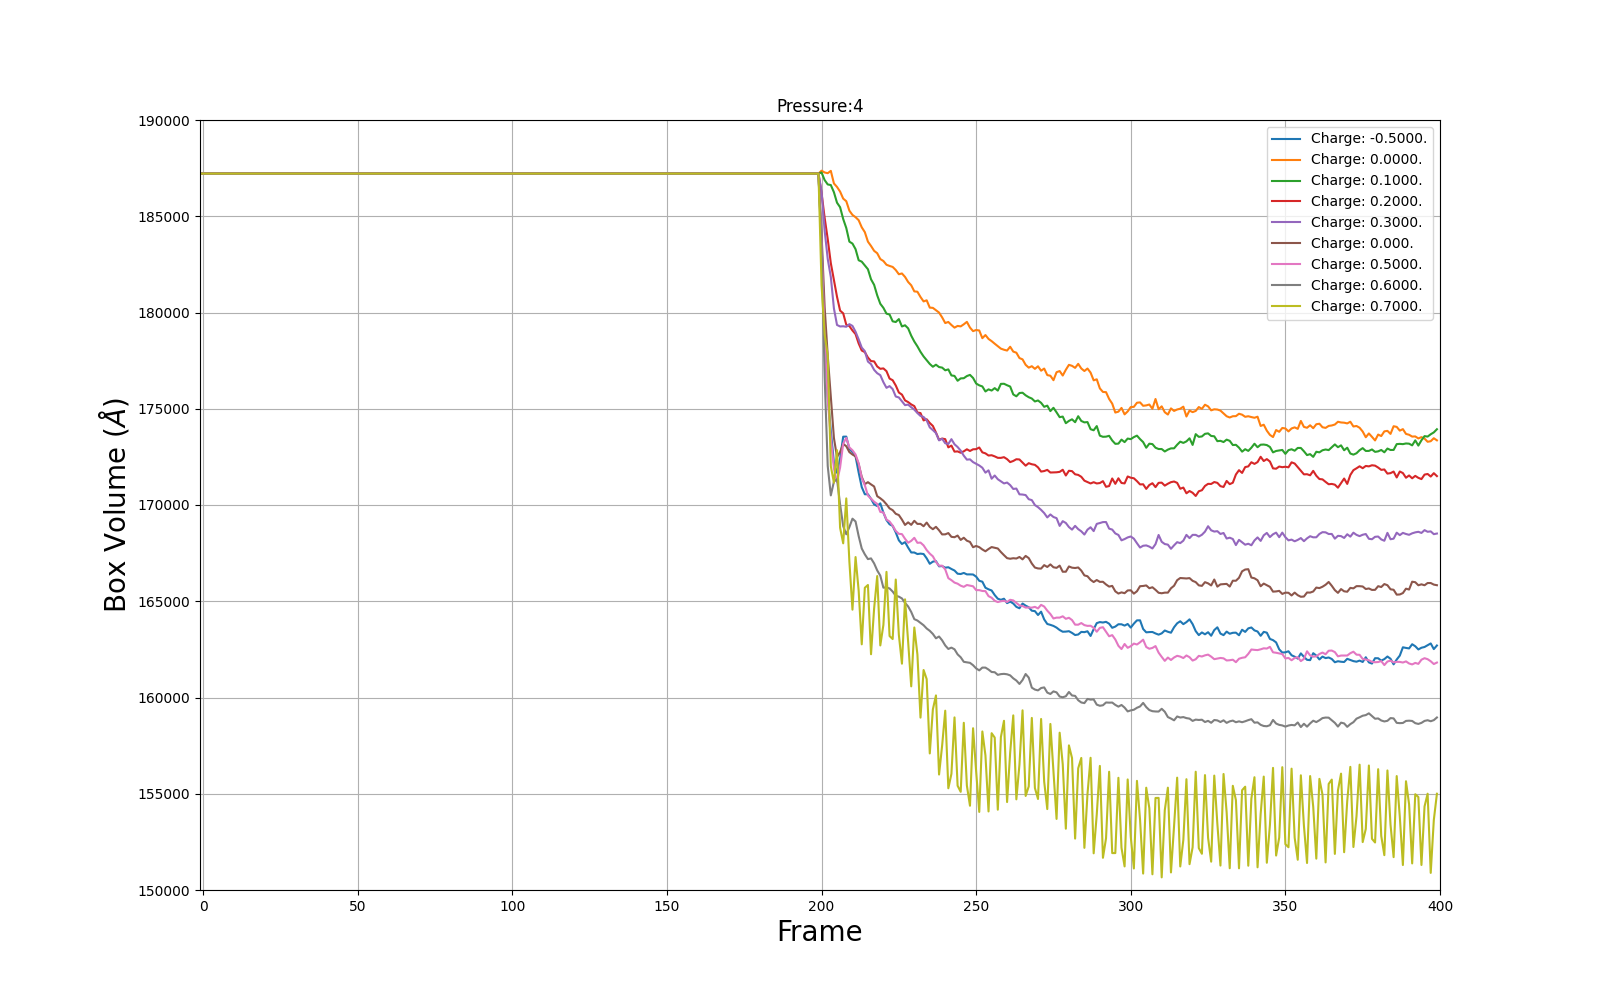 Pressure:4
190000
185000
180000
175000
170000
165000
160000
155000
150000
Box Volume (Å)
Charge: -0.5000.
Charge: 0.0000.
Charge: 0.1000.
Charge: 0.2000.
Charge: 0.3000.
Charge: 0.000.
Charge: 0.5000.
Charge: 0.6000.
Charge: 0.7000.
0 50 100 150 200 250 300 350 400
Frame